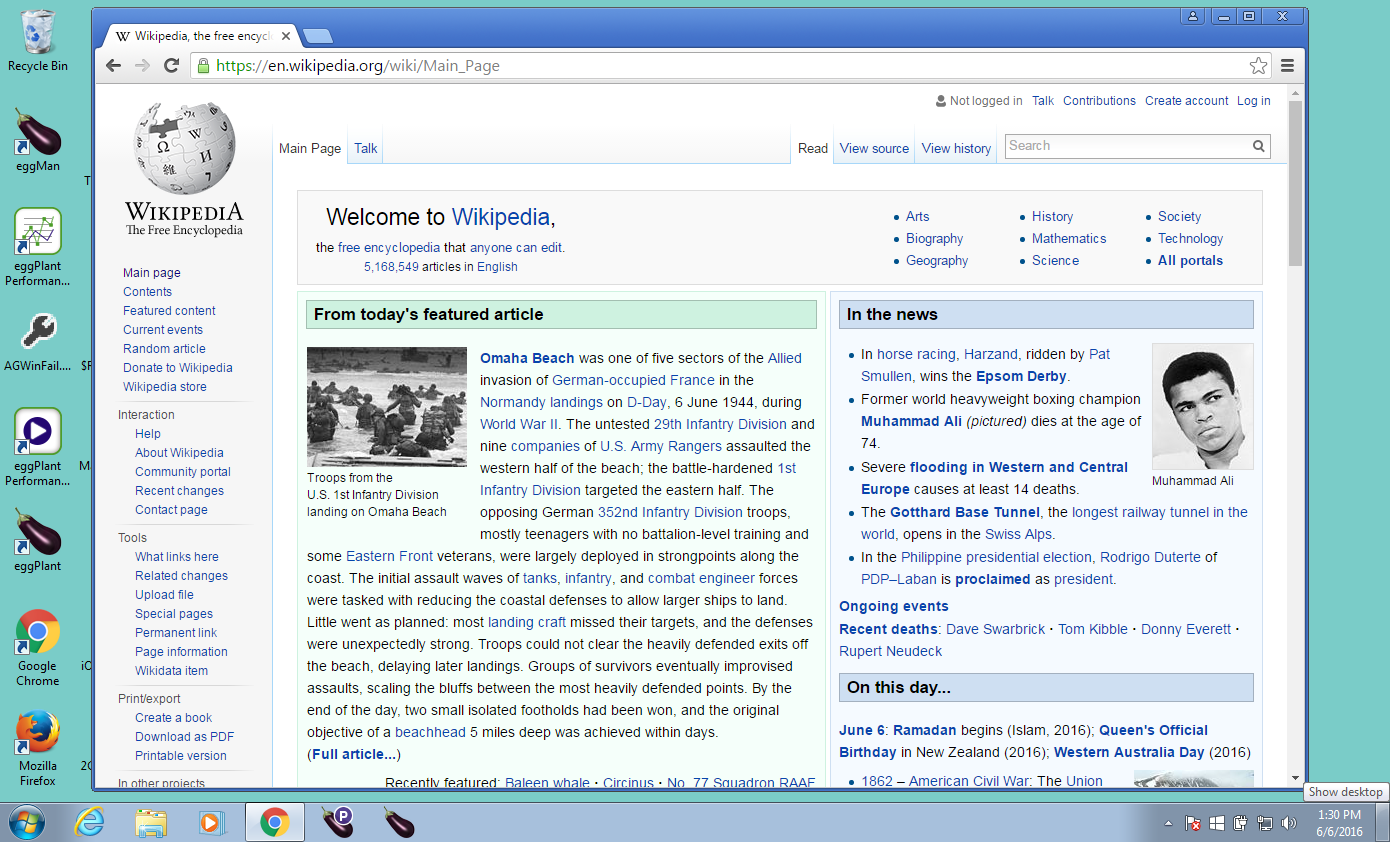 Recycle Bin
eggMan
eggPlant
Performan...
AGWinFail....
eggPlant
Performan...
eggPlant
Google
Chrome
Mozilla
Firefox
Wikipedia, the free encycl
https://en.wikipedia.org/wiki/Main_Page
Not logged in Talk Contributions Create account Log in
Main Page Talk Read View source View history Search
WIKIPEDIA
The Free Encyclopedia
Main page
Contents
Featured content
Current events
Random article
Donate to Wikipedia
Wikipedia store
Interaction
Help
About Wikipedia
Community portal
Recent changes
Contact page
Tools
What links here
Related changes
Upload file
Special pages
Permanent link
Page information
Wikidata item
Print/export
Create a book
Download as PDF
Printable version
In other projects
Welcome to Wikipedia,
the free encyclopedia that anyone can edit.
5,168,549 articles in English
• Arts
• Biography
• Geography
• History
• Mathematics
• Science
• Society
• Technology
• All portals
From today's featured article
Troops from the
U.S. 1st Infantry Division
landing on Omaha Beach
Omaha Beach was one of five sectors of the Allied
invasion of German-occupied France in the
Normandy landings on D-Day, 6 June 1944, during
World War II. The untested 29th Infantry Division and
nine companies of U.S. Army Rangers assaulted the
western half of the beach; the battle-hardened 1st
Infantry Division targeted the eastern half. The
opposing German 352nd Infantry Division troops,
mostly teenagers with no battalion-level training and
some Eastern Front veterans, were largely deployed in strongpoints along the
coast. The initial assault waves of tanks, infantry, and combat engineer forces
were tasked with reducing the coastal defenses to allow larger ships to land.
Little went as planned: most landing craft missed their targets, and the defenses
were unexpectedly strong. Troops could not clear the heavily defended exits off
the beach, delaying later landings. Groups of survivors eventually improvised
assaults, scaling the bluffs between the most heavily defended points. By the
end of the day, two small isolated footholds had been won, and the original
objective of a beachhead 5 miles deep was achieved within days.
(Full article...)
Recently featured: Baleen whale · Circinus · No. 77 Squadron RAAF
In the news
• In horse racing, Harzand, ridden by Pat
Smullen, wins the Epsom Derby.
• Former world heavyweight boxing champion
Muhammad Ali (pictured) dies at the age of
74.
• Severe flooding in Western and Central
Europe causes at least 14 deaths.
• The Gotthard Base Tunnel, the longest railway tunnel in the
world, opens in the Swiss Alps.
• In the Philippine presidential election, Rodrigo Duterte of
PDP–Laban is proclaimed as president.
Muhammad Ali
Ongoing events
Recent deaths: Dave Swarbrick · Tom Kibble · Donny Everett ·
Rupert Neudeck
On this day...
June 6: Ramadan begins (Islam, 2016); Queen's Official
Birthday in New Zealand (2016); Western Australia Day (2016)
• 1862 – American Civil War: The Union
Show desktop
1:30 PM
6/6/2016